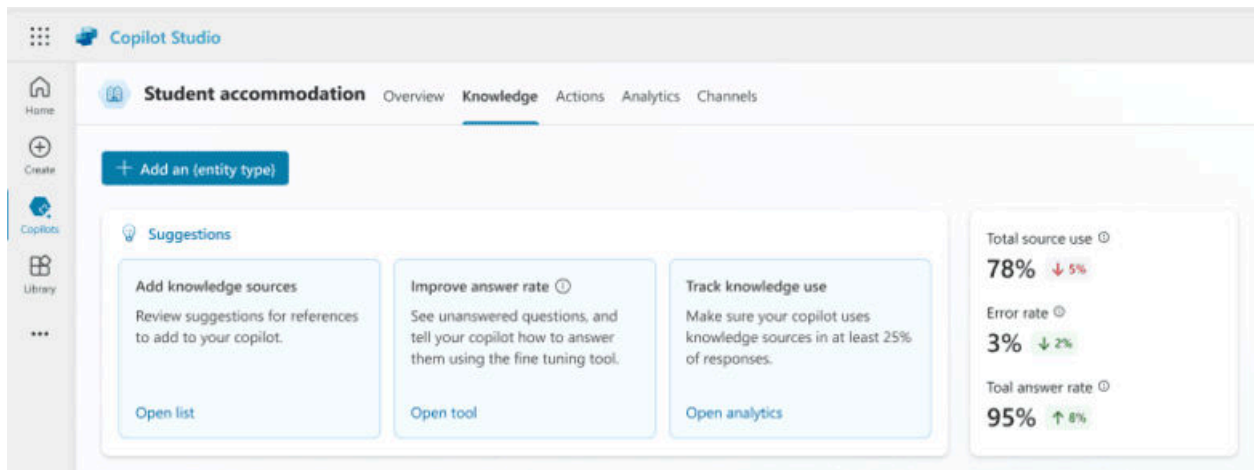 Copilot Studio
Home
Create
Copilots
Library
Student accommodation Overview Knowledge Actions Analytics Channels
+ Add an {entity type}
Suggestions
Add knowledge sources
Review suggestions for references
to add to your copilot.
Open list
Improve answer rate
See unanswered questions, and
tell your copilot how to answer
them using the fine tuning tool.
Open tool
Track knowledge use
Make sure your copilot uses
knowledge sources in at least 25%
of responses.
Open analytics
Total source use
78% ↓ 5%
Error rate
3% ↓ 2%
Toal answer rate
95% ↑ 8%